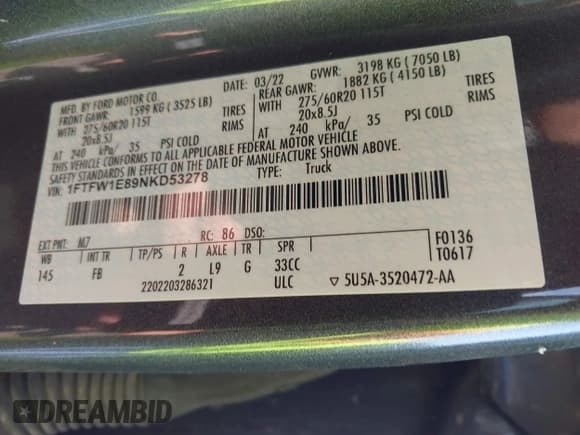 MFD. BY FORD MOTOR CO.
DATE: 03/22 GVWR: 3198 KG ( 7050 LB)
FRONT GAWR: 1599 KG ( 3525 LB) REAR GAWR: 1882 KG ( 4150 LB)
WITH 275/60R20 115T TIRES WITH 275/60R20 115T TIRES
20x8.5J RIMS 20x8.5J RIMS
AT 240 kPa/ 35 PSI COLD AT 240 kPa/ 35 PSI COLD
THIS VEHICLE CONFORMS TO ALL APPLICABLE FEDERAL MOTOR VEHICLE
SAFETY STANDARDS IN EFFECT ON THE DATE OF MANUFACTURE SHOWN ABOVE.
VIN: 1FTFW1E89NKD53278 TYPE: Truck
EXT PNT: M7 RC: 86 DSO: F0136
WB INT TR TP/PS R AXLE TR SPR T0617
145 FB 2 L9 G 33CC
2202203286321 ULC ▽ 5U5A-3520472-AA
DREAMBID